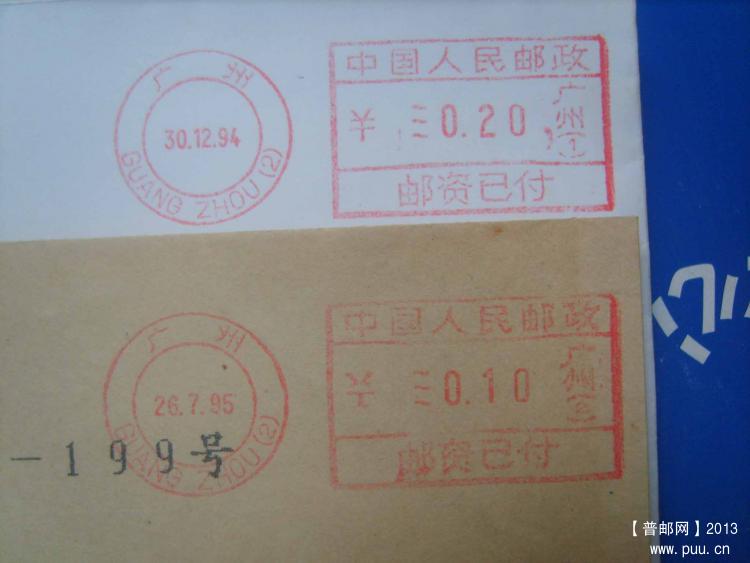 广州
30.12.94
GUANG ZHOU (2)
中国人民邮政
¥ 0.20
广州(1)
邮资已付
广州
26.7.95
GUANG ZHOU (2)
中国人民邮政
¥ 0.10
广州
邮资已付
-199号
心
【普邮网】2013
www.puu.cn